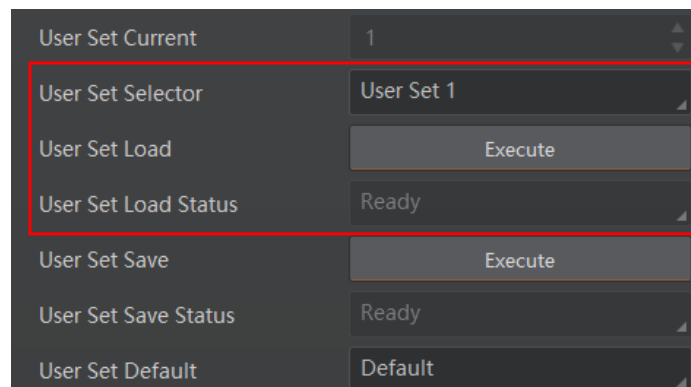 User Set Current 1
User Set Selector User Set 1
User Set Load Execute
User Set Load Status Ready
User Set Save Execute
User Set Save Status Ready
User Set Default Default